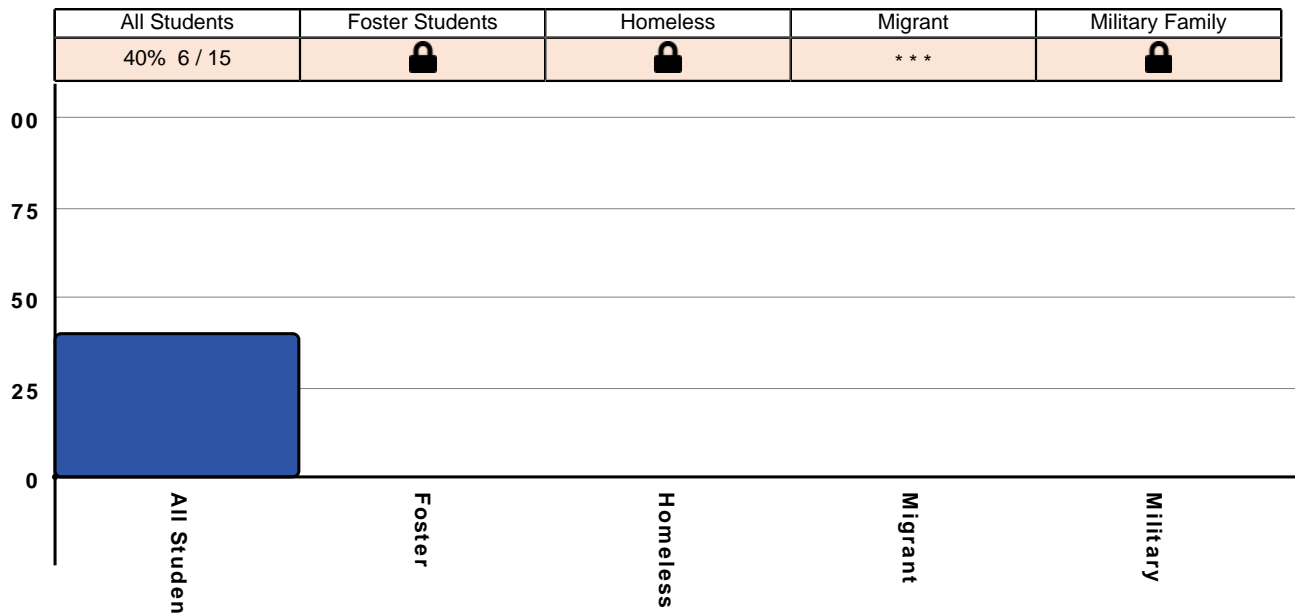 All Students Foster Students Homeless Migrant Military Family
40% 6 / 15 * * *
00
75
50
25
0
All Studen
Foster
Homeless
Migrant
Military